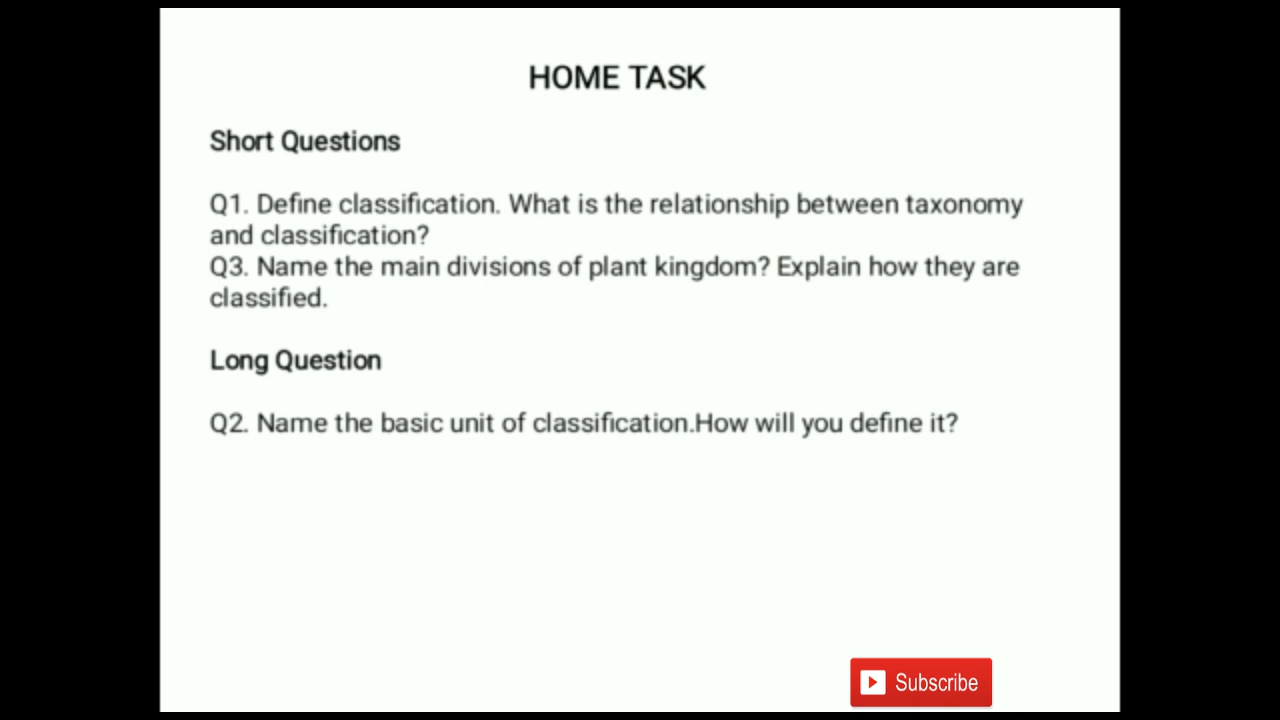 HOME TASK
Short Questions
Q1. Define classification. What is the relationship between taxonomy
and classification?
Q3. Name the main divisions of plant kingdom? Explain how they are
classified.
Long Question
Q2. Name the basic unit of classification.How will you define it?
Subscribe